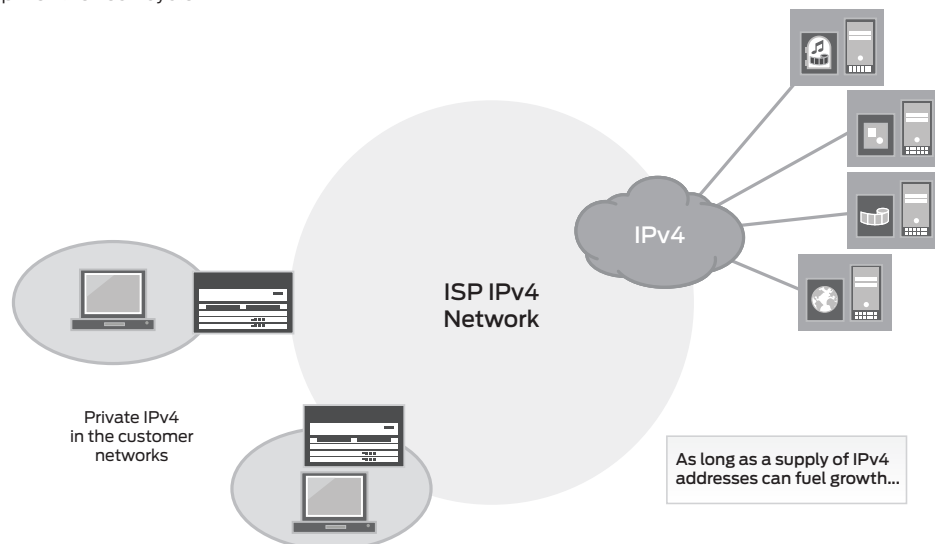 IPv4
ISP IPv4
Network
Private IPv4
in the customer
networks
As long as a supply of IPv4
addresses can fuel growth...